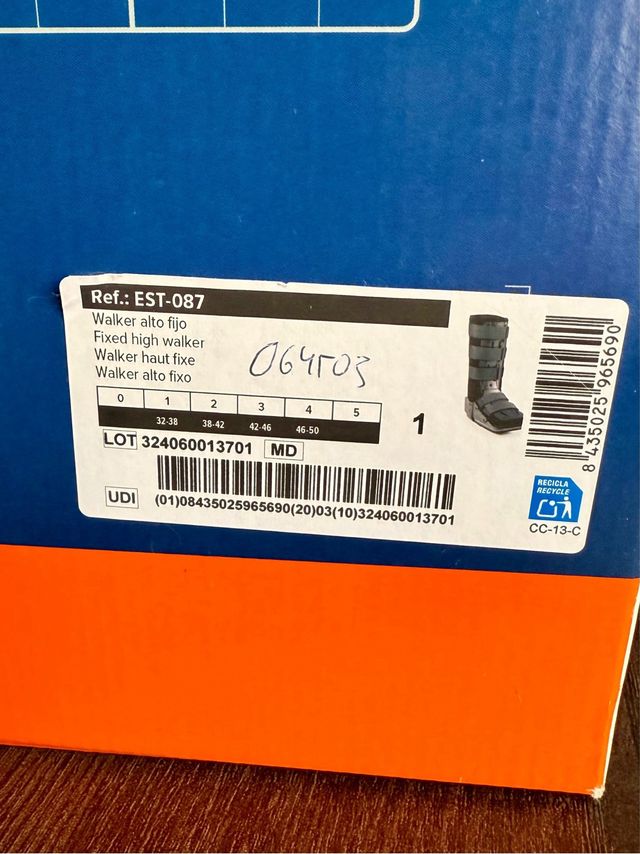 Ref.: EST-087
Walker alto fijo
Fixed high walker
Walker haut fixe
Walker alto fixo
0 1 2 3 4 5
32-38 38-42 42-46 46-50
1
LOT 324060013701 MD
UDI (01)08435025965690(20)03(10)324060013701
8 435025 965690
RECICLA
RECYCLE
CC-13-C